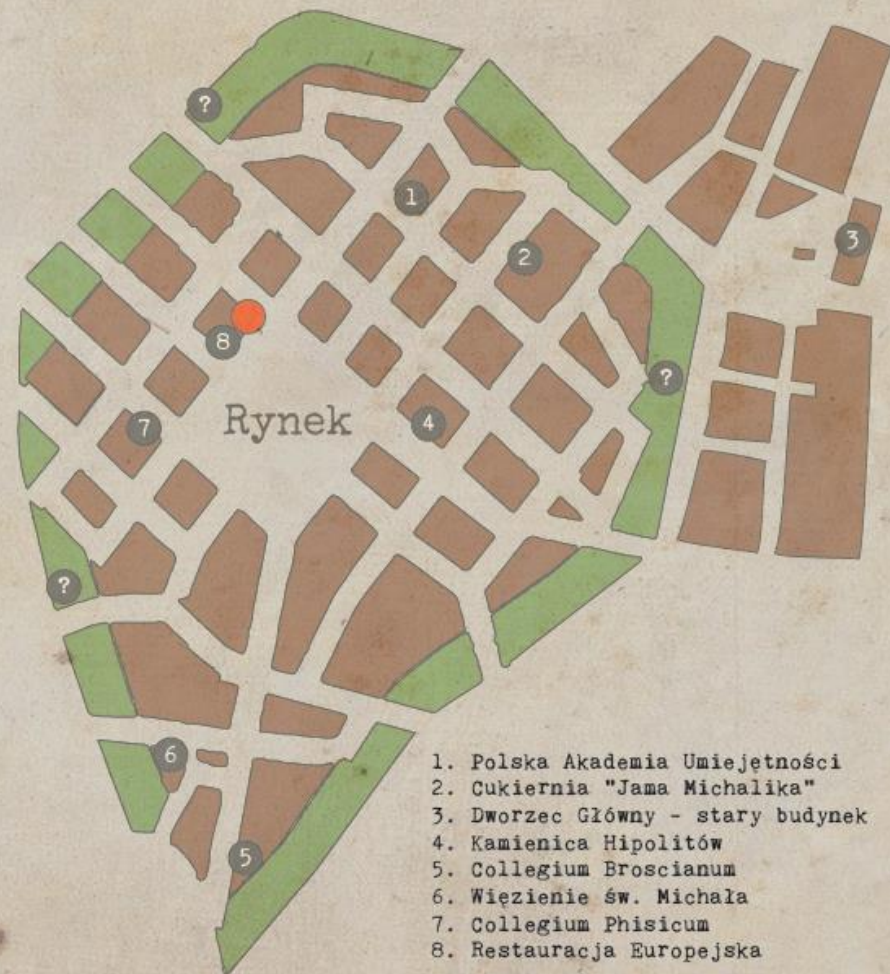 ?
1
2
3
8
?
Rynek
4
7
?
6
5
1. Polska Akademia Umiejętności
2. Cukiernia "Jama Michalika"
3. Dworzec Główny - stary budynek
4. Kamienica Hipolitów
5. Collegium Broscianum
6. Więzienie św. Michała
7. Collegium Phisicum
8. Restauracja Europejska